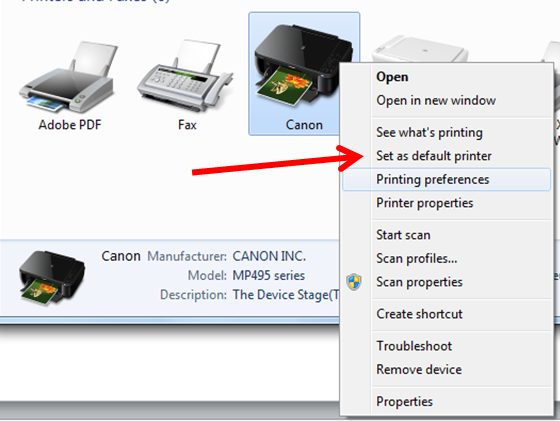 Printers and Faxes (6)
Adobe PDF
Fax
Canon
Open
Open in new window
See what's printing
Set as default printer
Printing preferences
Printer properties
Start scan
Scan profiles...
Scan properties
Create shortcut
Troubleshoot
Remove device
Properties
Canon Manufacturer: CANON INC.
Model: MP495 series
Description: The Device Stage(T